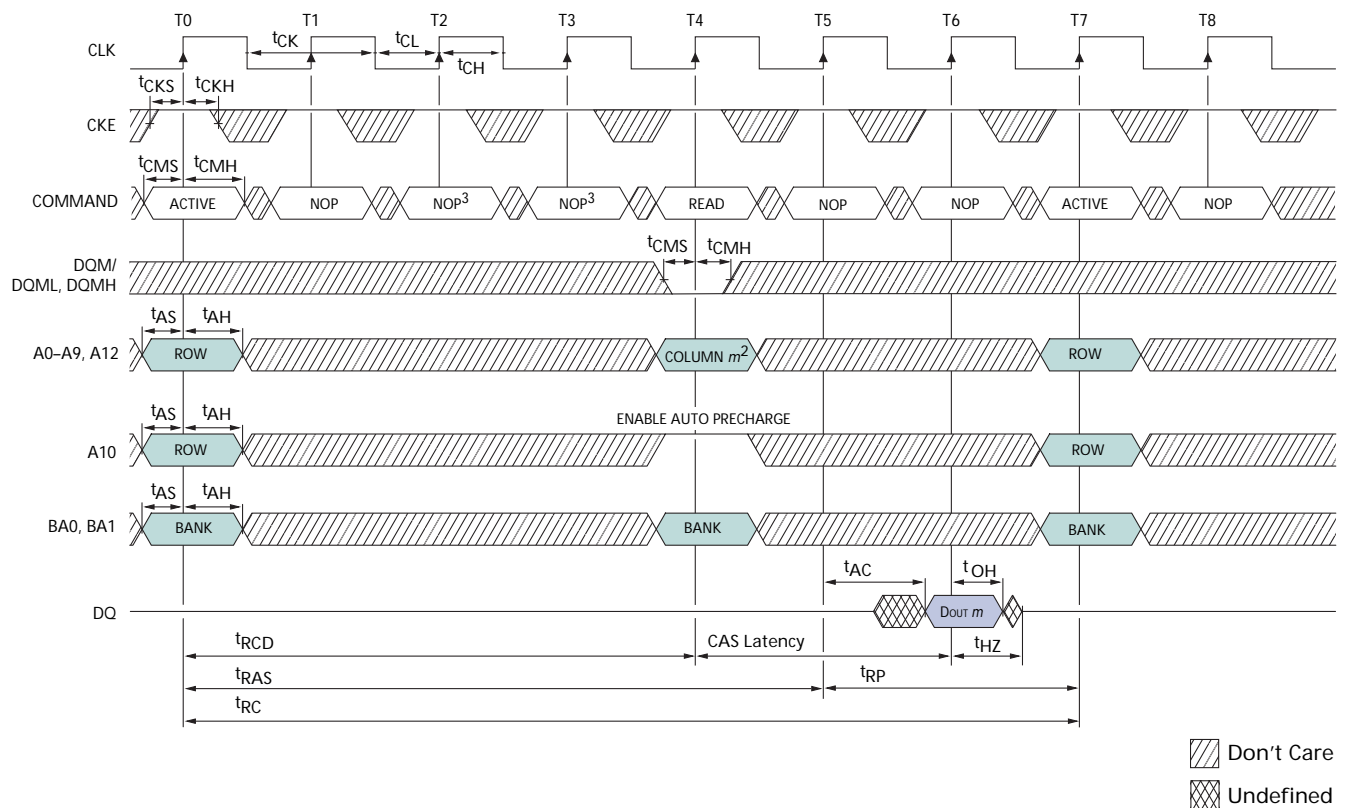 T0 T1 T2 T3 T4 T5 T6 T7 T8
CLK
tCK tCL
tCH
tCKS tCKH
CKE
tCMS tCMH
COMMAND ACTIVE NOP NOP3 NOP3 READ NOP NOP ACTIVE NOP
tCMS tCMH
DQM/
DQML, DQMH
tAS tAH
A0–A9, A12 ROW COLUMN m2 ROW
ENABLE AUTO PRECHARGE
tAS tAH
A10 ROW ROW
tAS tAH
BA0, BA1 BANK BANK BANK
tAC tOH
DQ DOUT m
tRCD CAS Latency tHZ
tRAS tRP
tRC
Don't Care
Undefined